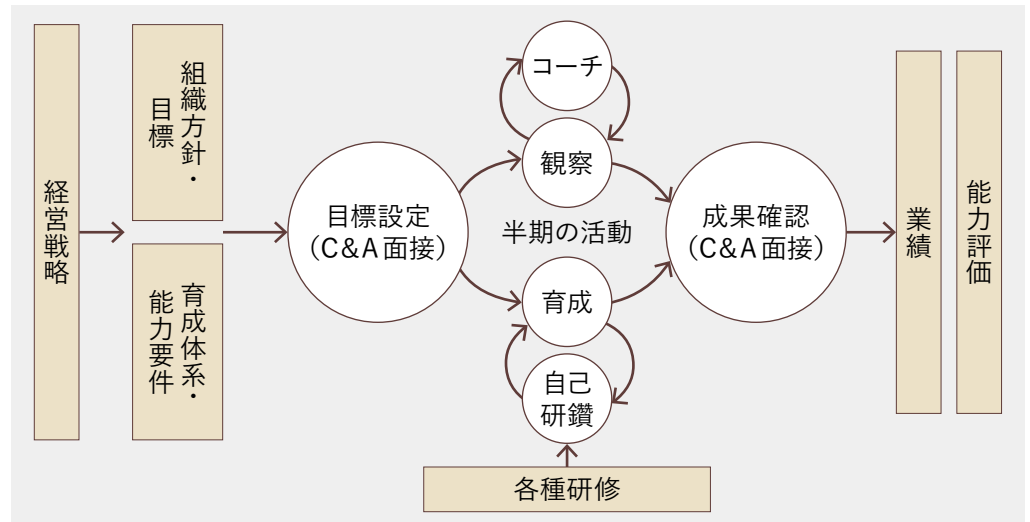 経営戦略
組織方針・
目標
育成体系・
能力要件
目標設定
（C&A面接）
コーチ
観察
半期の活動
育成
自己
研鑽
各種研修
成果確認
（C&A面接）
業績
能力評価